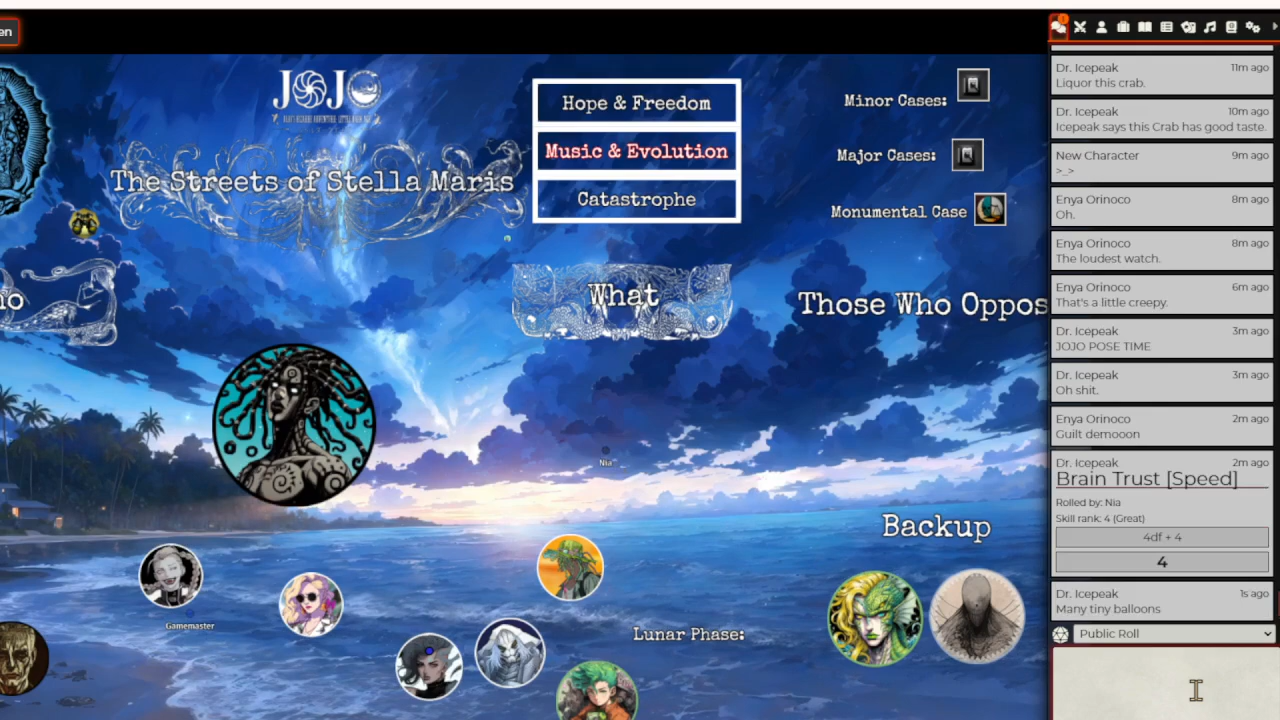 en
JOJO
The Streets of Stella Maris
Hope & Freedom
Music & Evolution
Catastrophe
Minor Cases:
Major Cases:
Monumental Case
What
Those Who Oppos
Nia
Backup
Gamemaster
Lunar Phase:
Dr. Icepeak 11m ago
Liquor this crab.
Dr. Icepeak 10m ago
Icepeak says this Crab has good taste.
New Character 9m ago
>_>
Enya Orinoco 8m ago
Oh.
Enya Orinoco 8m ago
The loudest watch.
Enya Orinoco 6m ago
That's a little creepy.
Dr. Icepeak 3m ago
JOJO POSE TIME
Dr. Icepeak 3m ago
Oh shit.
Enya Orinoco 2m ago
Guilt demooon
Dr. Icepeak 2m ago
Brain Trust [Speed]
Rolled by: Nia
Skill rank: 4 (Great)
4df + 4
4
Dr. Icepeak 1s ago
Many tiny balloons
Public Roll